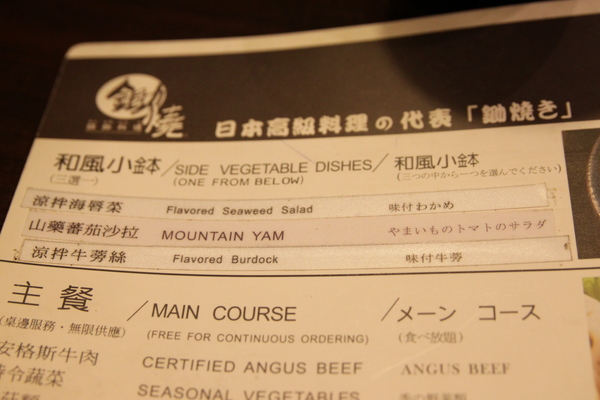 鋤燒
日本高級料理の代表「鋤焼き」
和風小鉢/SIDE VEGETABLE DISHES/和風小鉢
(三選一) (ONE FROM BELOW) (三つの中から一つを選んでください)
涼拌海唇菜 Flavored Seaweed Salad 味付わかめ
山藥蕃茄沙拉 MOUNTAIN YAM やまいものトマトのサラダ
涼拌牛蒡絲 Flavored Burdock 味付牛蒡
主餐/MAIN COURSE/メーン コース
(桌邊服務・無限供應) (FREE FOR CONTINUOUS ORDERING) (食べ放題)
安格斯牛肉 CERTIFIED ANGUS BEEF ANGUS BEEF
時令蔬菜 SEASONAL VEGETABLES 季の野菜類